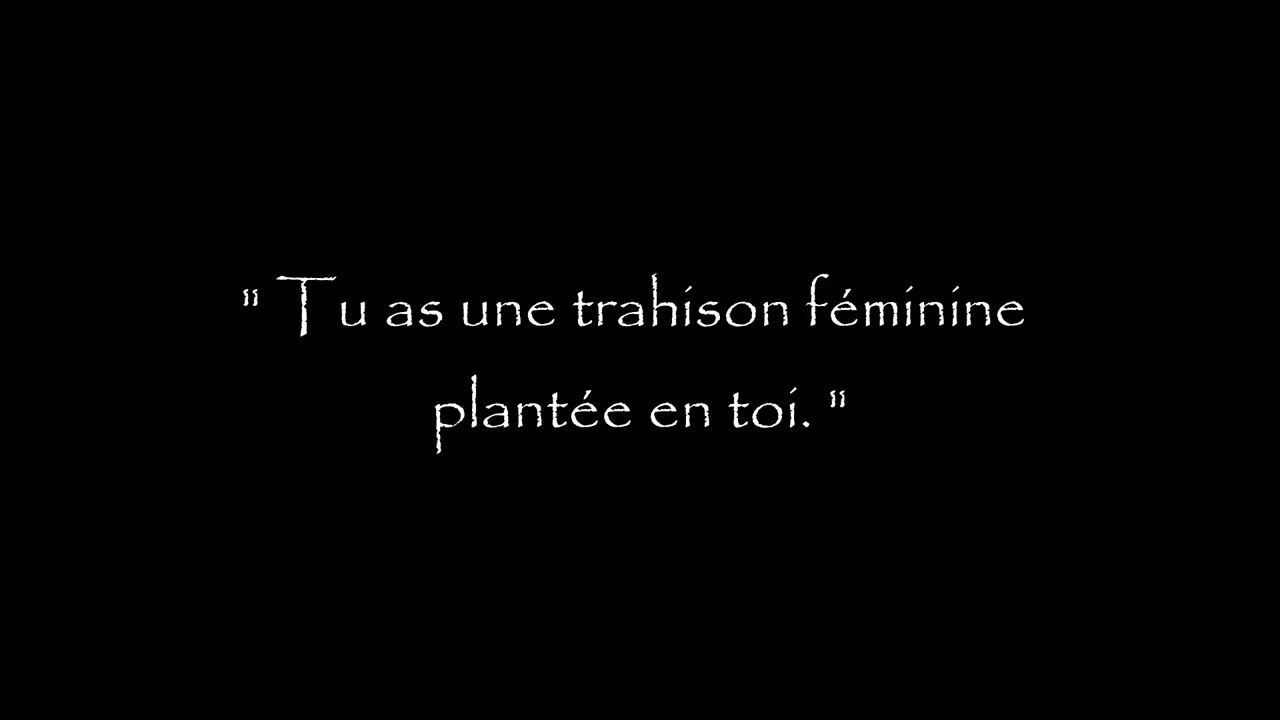 " Tu as une trahison féminine
plantée en toi. "